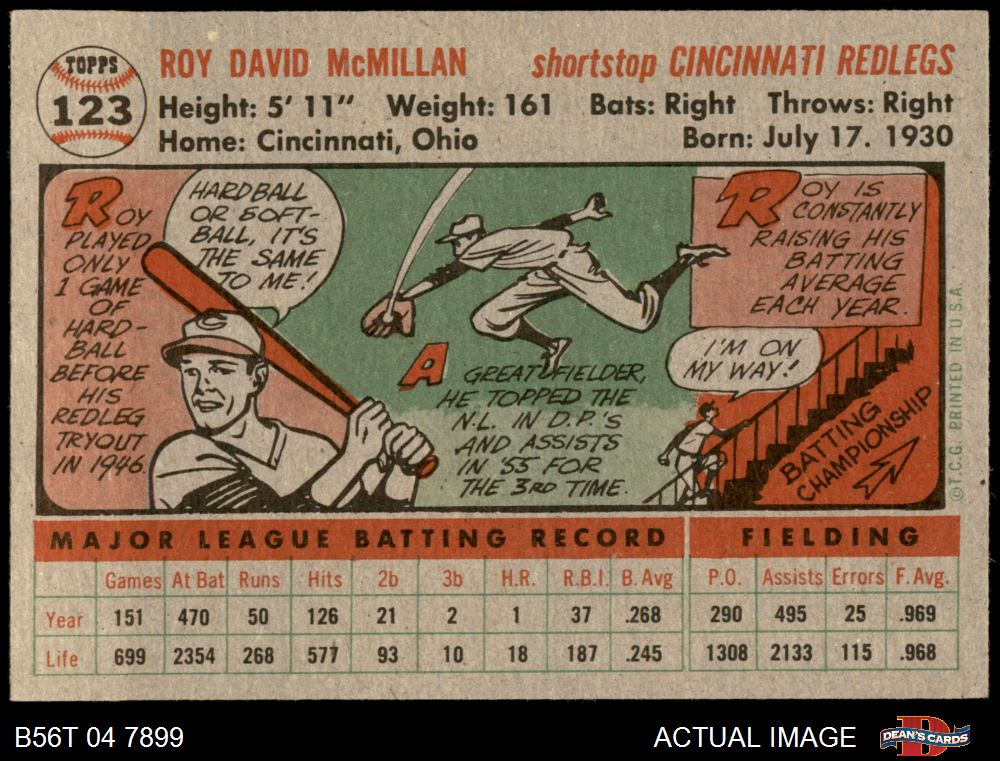 TOPPS
123
ROY DAVID McMILLAN
shortstop CINCINNATI REDLEGS
Height: 5' 11" Weight: 161 Bats: Right Throws: Right
Home: Cincinnati, Ohio
Born: July 17. 1930
ROY
PLAYED
ONLY
1 GAME
OF
HARD-
BALL
BEFORE
HIS
REDLEG
TRYOUT
IN 1946.
HARDBALL
OR SOFT-
BALL, IT'S
THE SAME
TO ME!
C
A
GREAT FIELDER,
HE TOPPED THE
N.L. IN D.P.'S
AND ASSISTS
IN '55 FOR
THE 3RD TIME.
ROY IS
CONSTANTLY
RAISING HIS
BATTING
AVERAGE
EACH YEAR.
I'M ON
MY WAY!
BATTING
CHAMPIONSHIP
©T.C.G. PRINTED IN U.S.A.
MAJOR LEAGUE BATTING RECORD FIELDING
Games At Bat Runs Hits 2b 3b H.R. R.B.I. B. Avg P.O. Assists Errors F. Avg.
Year 151 470 50 126 21 2 1 37 .268 290 495 25 .969
Life 699 2354 268 577 93 10 18 187 .245 1308 2133 115 .968
B56T 04 7899
ACTUAL IMAGE
D
DEAN'S CARDS